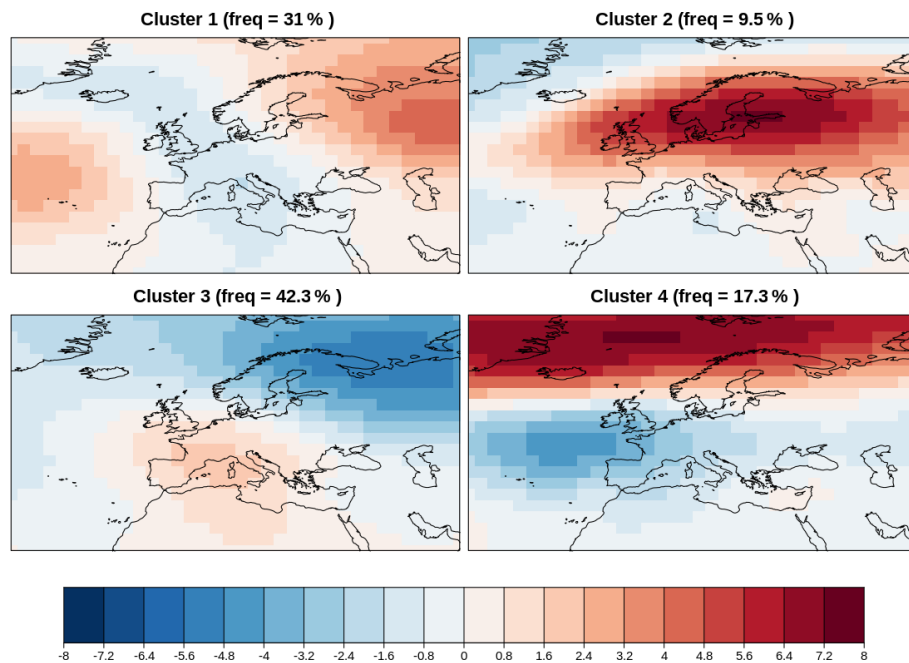 Cluster 1 (freq = 31 % )
Cluster 2 (freq = 9.5 % )
Cluster 3 (freq = 42.3 % )
Cluster 4 (freq = 17.3 % )
-8 -7.2 -6.4 -5.6 -4.8 -4 -3.2 -2.4 -1.6 -0.8 0 0.8 1.6 2.4 3.2 4 4.8 5.6 6.4 7.2 8